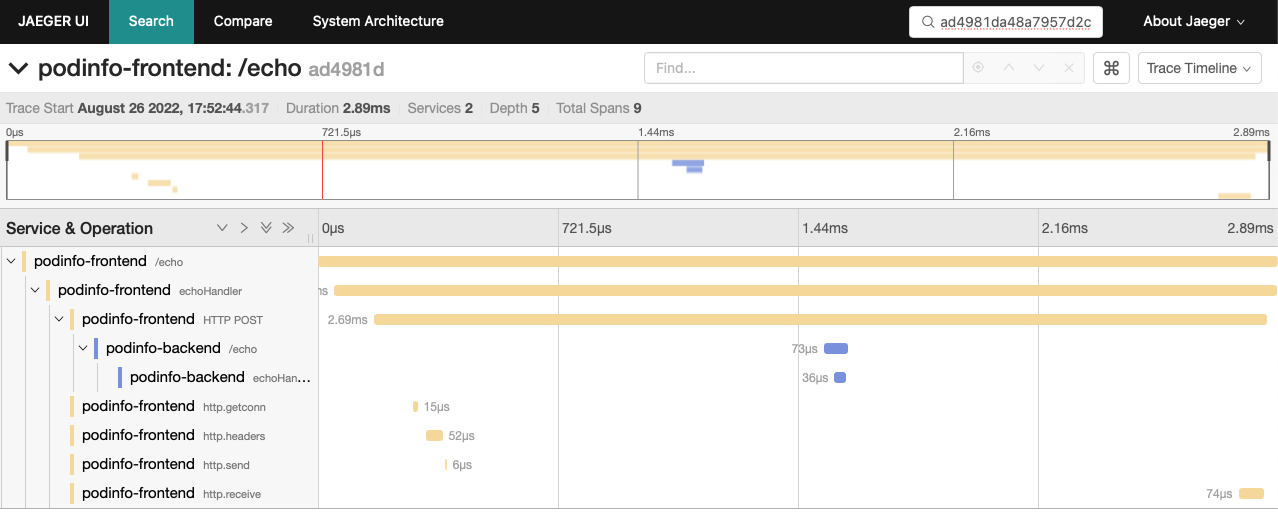 JAEGER UI Search Compare System Architecture ad4981da48a7957d2c About Jaeger
podinfo-frontend: /echo ad4981d Find... ⌘ Trace Timeline
Trace Start August 26 2022, 17:52:44.317 Duration 2.89ms Services 2 Depth 5 Total Spans 9
0μs 721.5μs 1.44ms 2.16ms 2.89ms
Service & Operation 0μs 721.5μs 1.44ms 2.16ms 2.89ms
podinfo-frontend /echo
podinfo-frontend echoHandler
podinfo-frontend HTTP POST 2.69ms
podinfo-backend /echo 73μs
podinfo-backend echoHan... 36μs
podinfo-frontend http.getconn 15μs
podinfo-frontend http.headers 52μs
podinfo-frontend http.send 6μs
podinfo-frontend http.receive 74μs